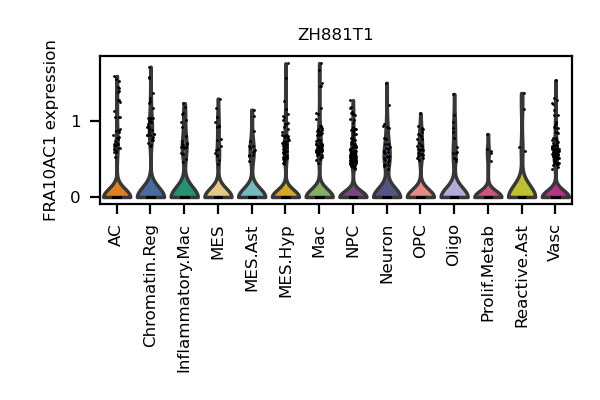 ZH881T1
FRA10AC1 expression
1
0
AC
Chromatin.Reg
Inflammatory.Mac
MES
MES.Ast
MES.Hyp
Mac
NPC
Neuron
OPC
Oligo
Prolif.Metab
Reactive.Ast
Vasc